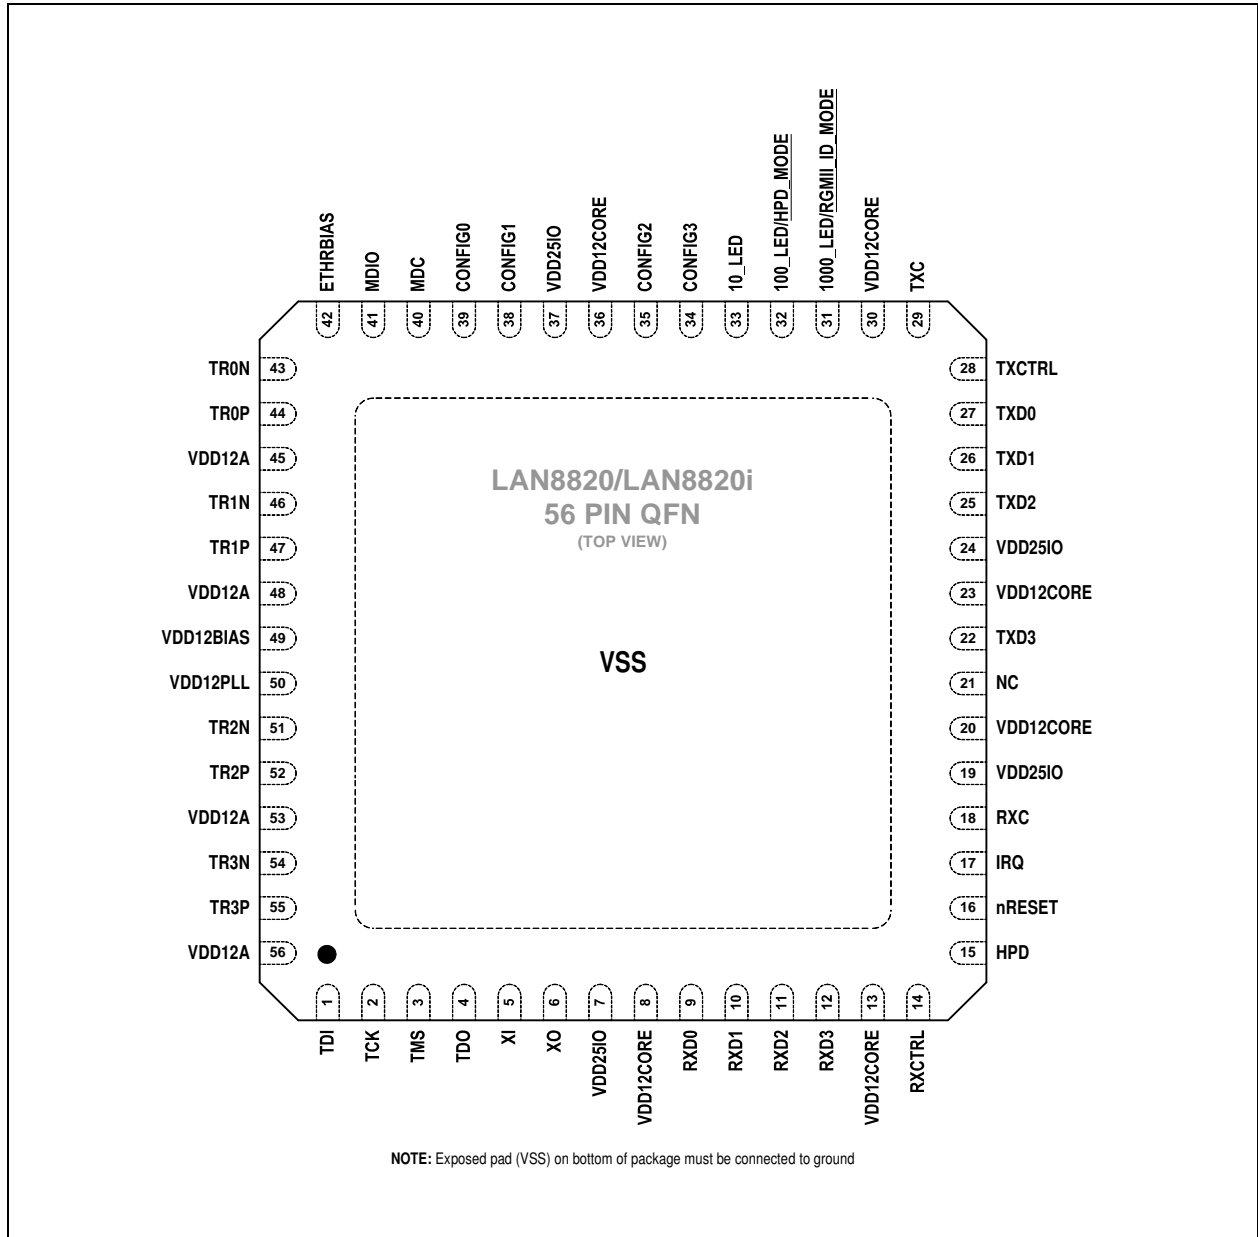 ETHRBIAS
MDIO
MDC
CONFIG0
CONFIG1
VDD25IO
VDD12CORE
CONFIG2
CONFIG3
10_LED
100_LED/HPD_MODE
1000_LED/RGMII_ID_MODE
VDD12CORE
TXC
42
41
40
39
38
37
36
35
34
33
32
31
30
29
TR0N 43
TR0P 44
VDD12A 45
TR1N 46
TR1P 47
VDD12A 48
VDD12BIAS 49
VDD12PLL 50
TR2N 51
TR2P 52
VDD12A 53
TR3N 54
TR3P 55
VDD12A 56
LAN8820/LAN8820i
56 PIN QFN
(TOP VIEW)
VSS
28 TXCTRL
27 TXD0
26 TXD1
25 TXD2
24 VDD25IO
23 VDD12CORE
22 TXD3
21 NC
20 VDD12CORE
19 VDD25IO
18 RXC
17 IRQ
16 nRESET
15 HPD
1
2
3
4
5
6
7
8
9
10
11
12
13
14
TDI
TCK
TMS
TDO
XI
XO
VDD25IO
VDD12CORE
RXD0
RXD1
RXD2
RXD3
VDD12CORE
RXCTRL
NOTE: Exposed pad (VSS) on bottom of package must be connected to ground